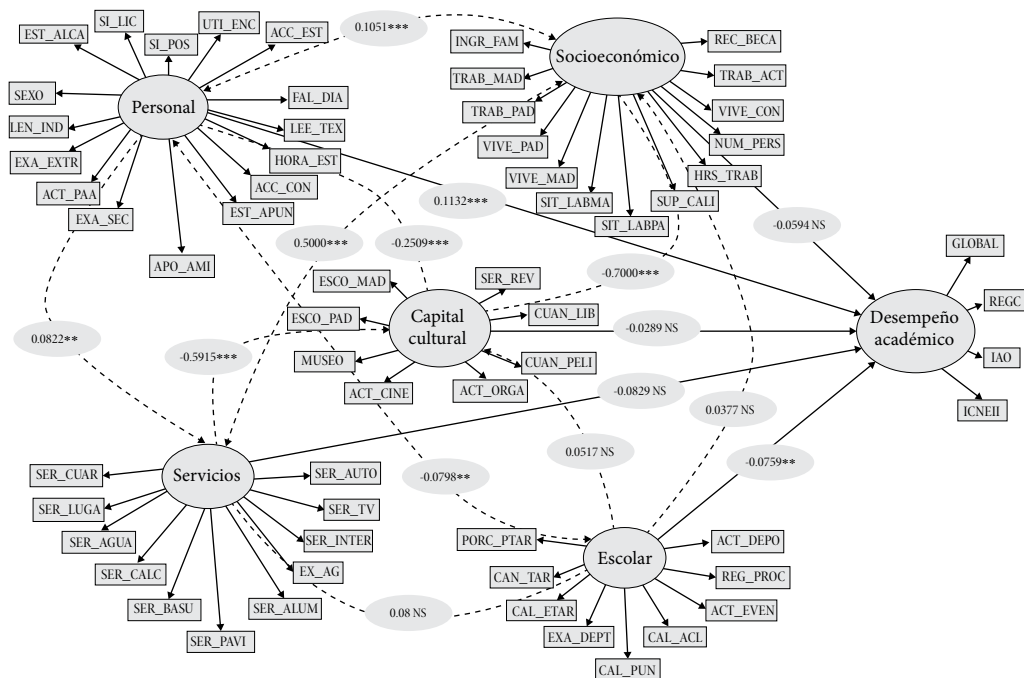 SI_LIC
UTI_ENC
0.1051***
EST_ALCA
SI_POS
ACC_EST
INGR_FAM
REC_BECA
Socioeconómico
TRAB_MAD
TRAB_ACT
SEXO
Personal
FAL_DIA
TRAB_PAD
VIVE_CON
LEN_IND
LEE_TEX
VIVE_PAD
NUM_PERS
EXA_EXTR
HORA_EST
VIVE_MAD
HRS_TRAB
ACT_PAA
ACC_CON
SIT_LABMA
SUP_CALI
EXA_SEC
EST_APUN
0.1132***
SIT_LABPA
-0.0594 NS
APO_AMI
0.5000***
-0.2509***
-0.7000***
GLOBAL
ESCO_MAD
SER_REV
REGC
ESCO_PAD
Capital
cultural
CUAN_LIB
-0.0289 NS
Desempeño
académico
0.0822**
-0.5915***
MUSEO
CUAN_PELI
IAO
ACT_CINE
ACT_ORGA
-0.0829 NS
ICNEII
0.0377 NS
0.0517 NS
-0.0798**
-0.0759**
SER_CUAR
Servicios
SER_AUTO
SER_LUGA
SER_TV
SER_AGUA
SER_INTER
PORC_PTAR
Escolar
ACT_DEPO
SER_CALC
EX_AG
CAN_TAR
REG_PROC
SER_BASU
SER_ALUM
0.08 NS
CAL_ETAR
ACT_EVEN
SER_PAVI
EXA_DEPT
CAL_ACL
CAL_PUN